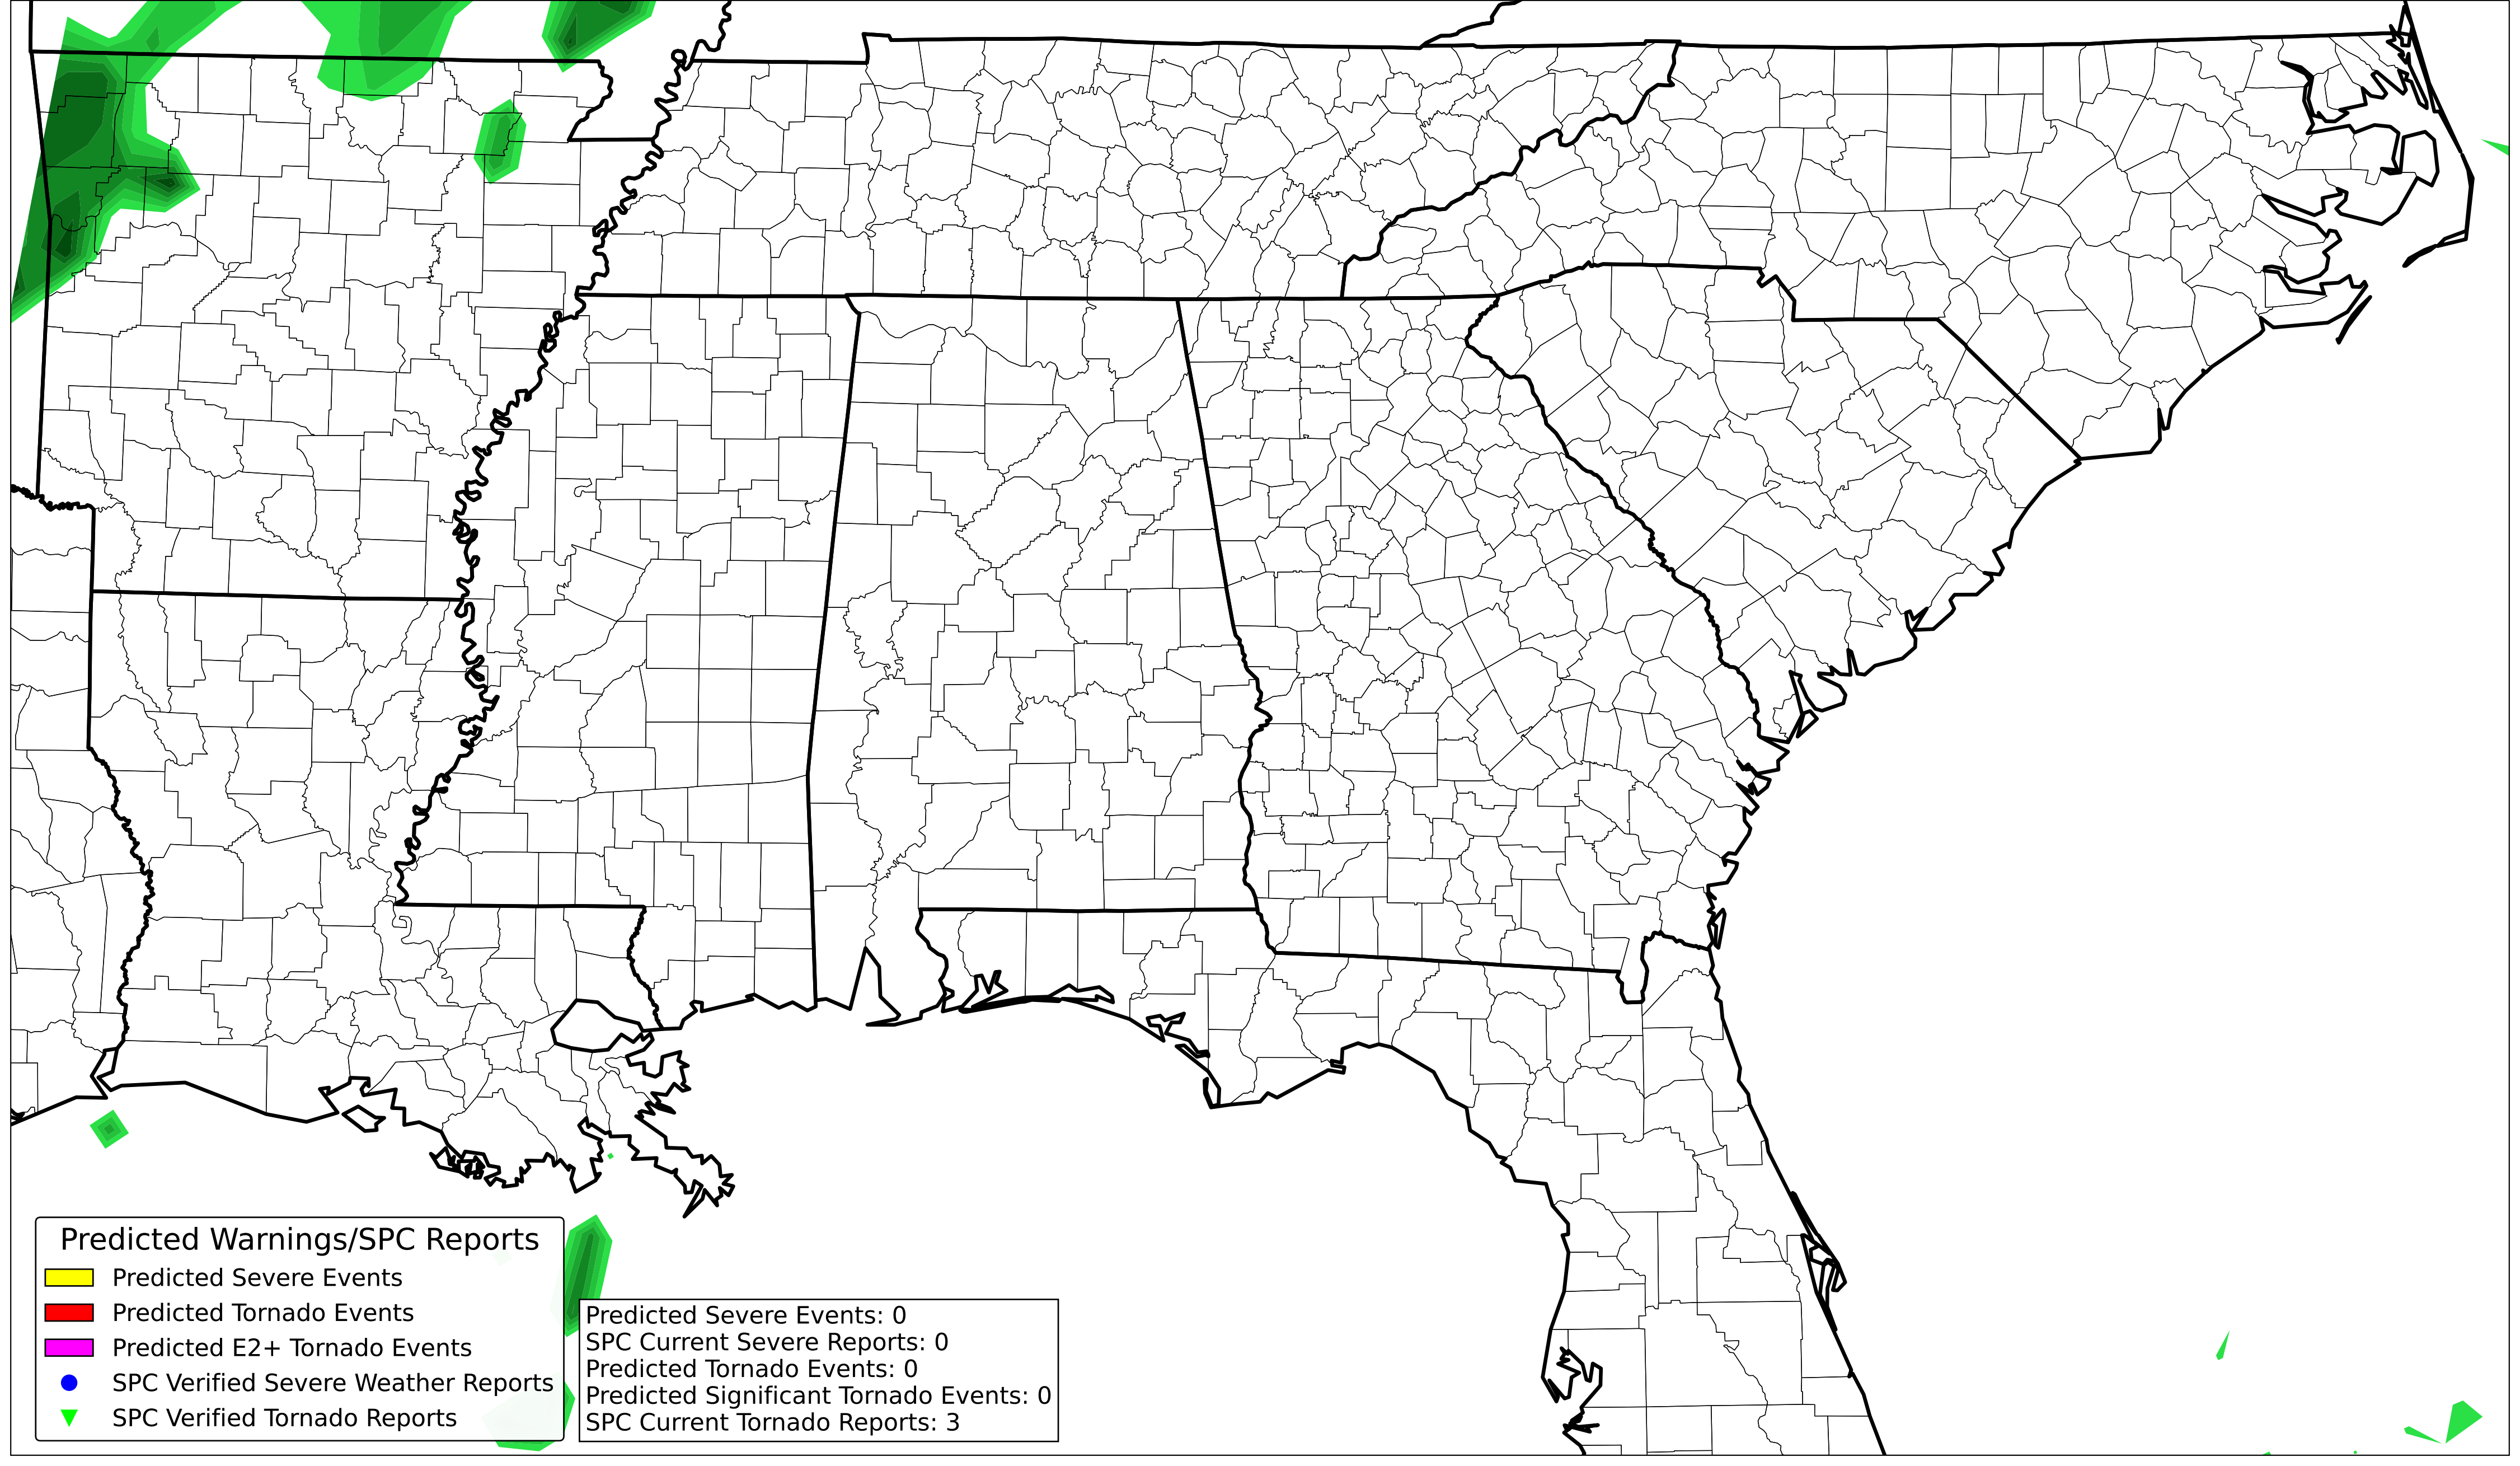 Predicted Warnings/SPC Reports
Predicted Severe Events
Predicted Tornado Events
Predicted E2+ Tornado Events
SPC Verified Severe Weather Reports
SPC Verified Tornado Reports
Predicted Severe Events: 0
SPC Current Severe Reports: 0
Predicted Tornado Events: 0
Predicted Significant Tornado Events: 0
SPC Current Tornado Reports: 3